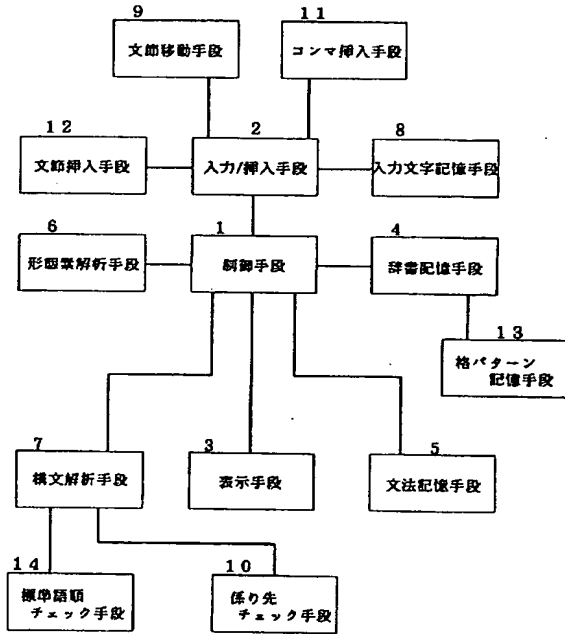 9
文節移動手段
11
コンマ挿入手段
12
文節挿入手段
2
入力/挿入手段
8
入力文字記憶手段
6
形態素解析手段
1
制御手段
4
辞書記憶手段
13
格パターン
記憶手段
7
構文解析手段
3
表示手段
5
文法記憶手段
14
標準語順
チェック手段
10
係り先
チェック手段